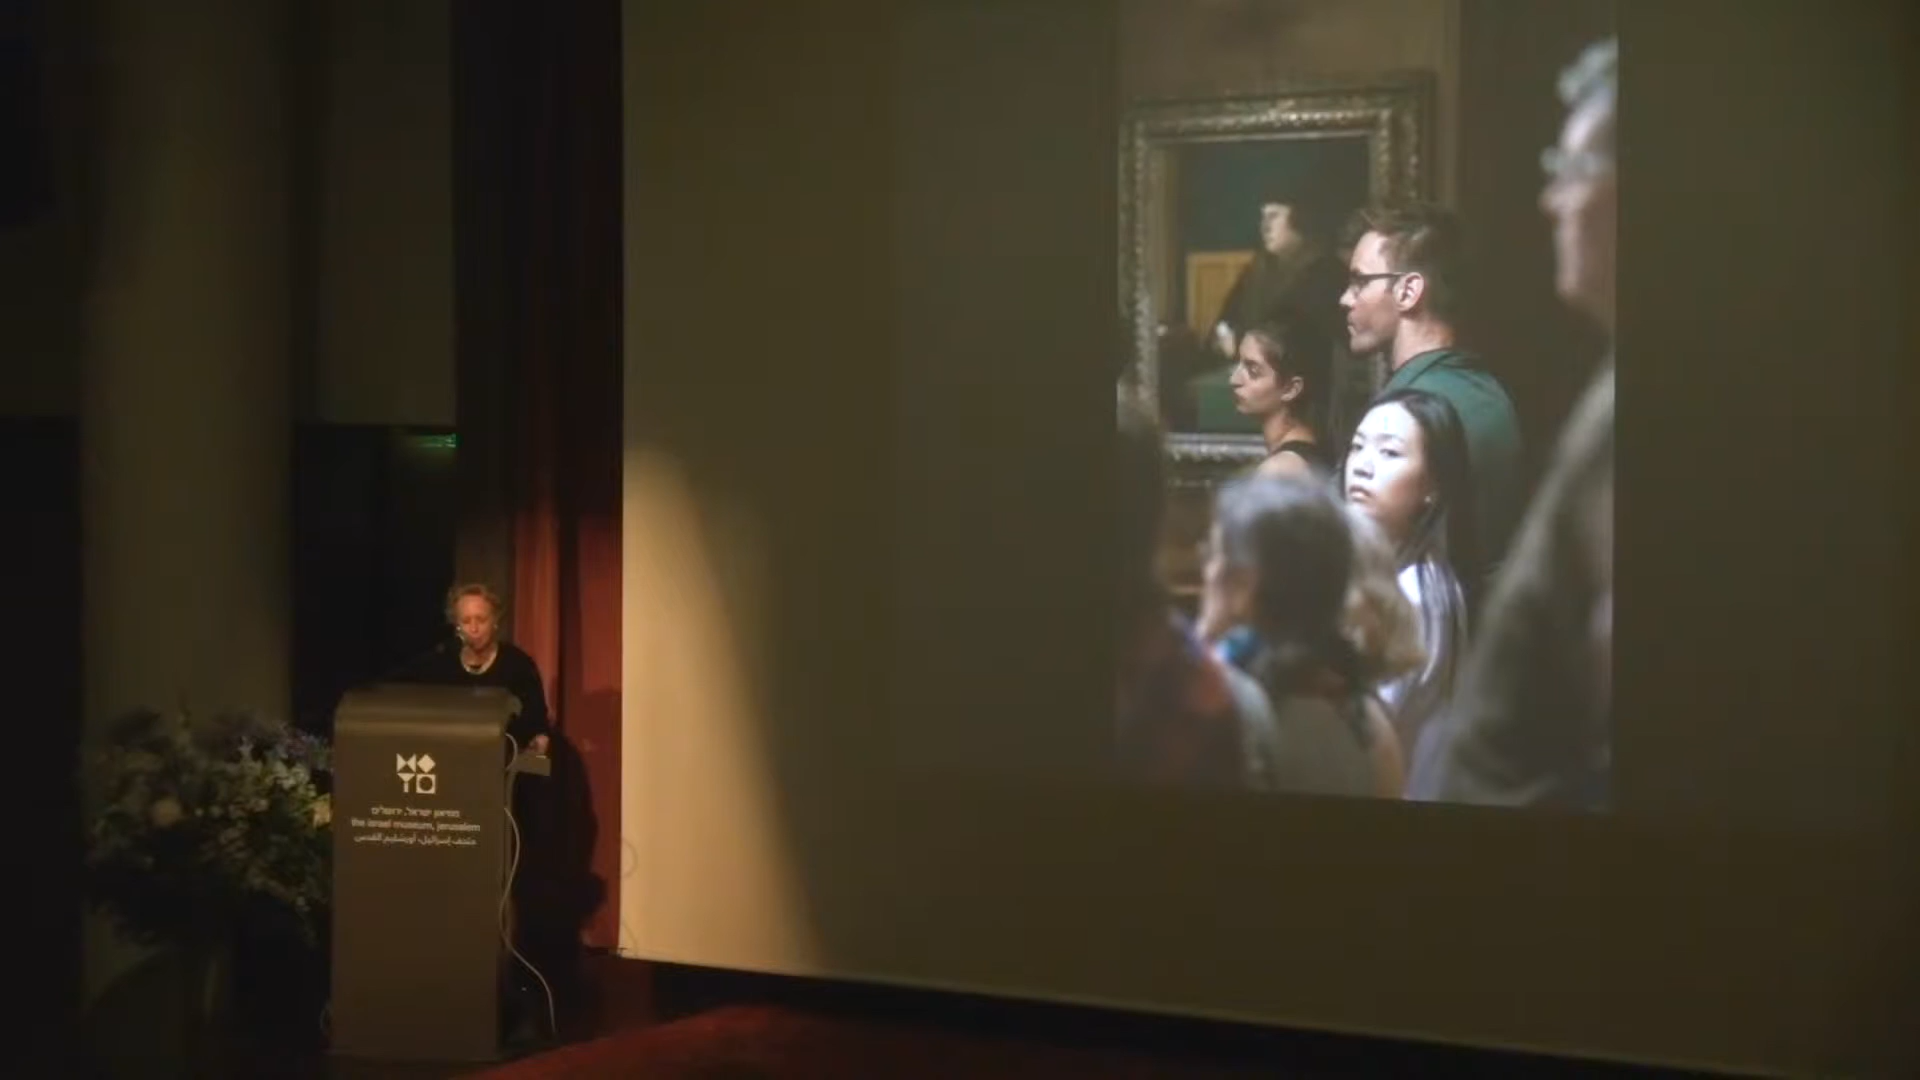 מוזיאון ישראל, ירושלים
the israel museum, jerusalem
متحف إسرائيل، أورشليم القدس